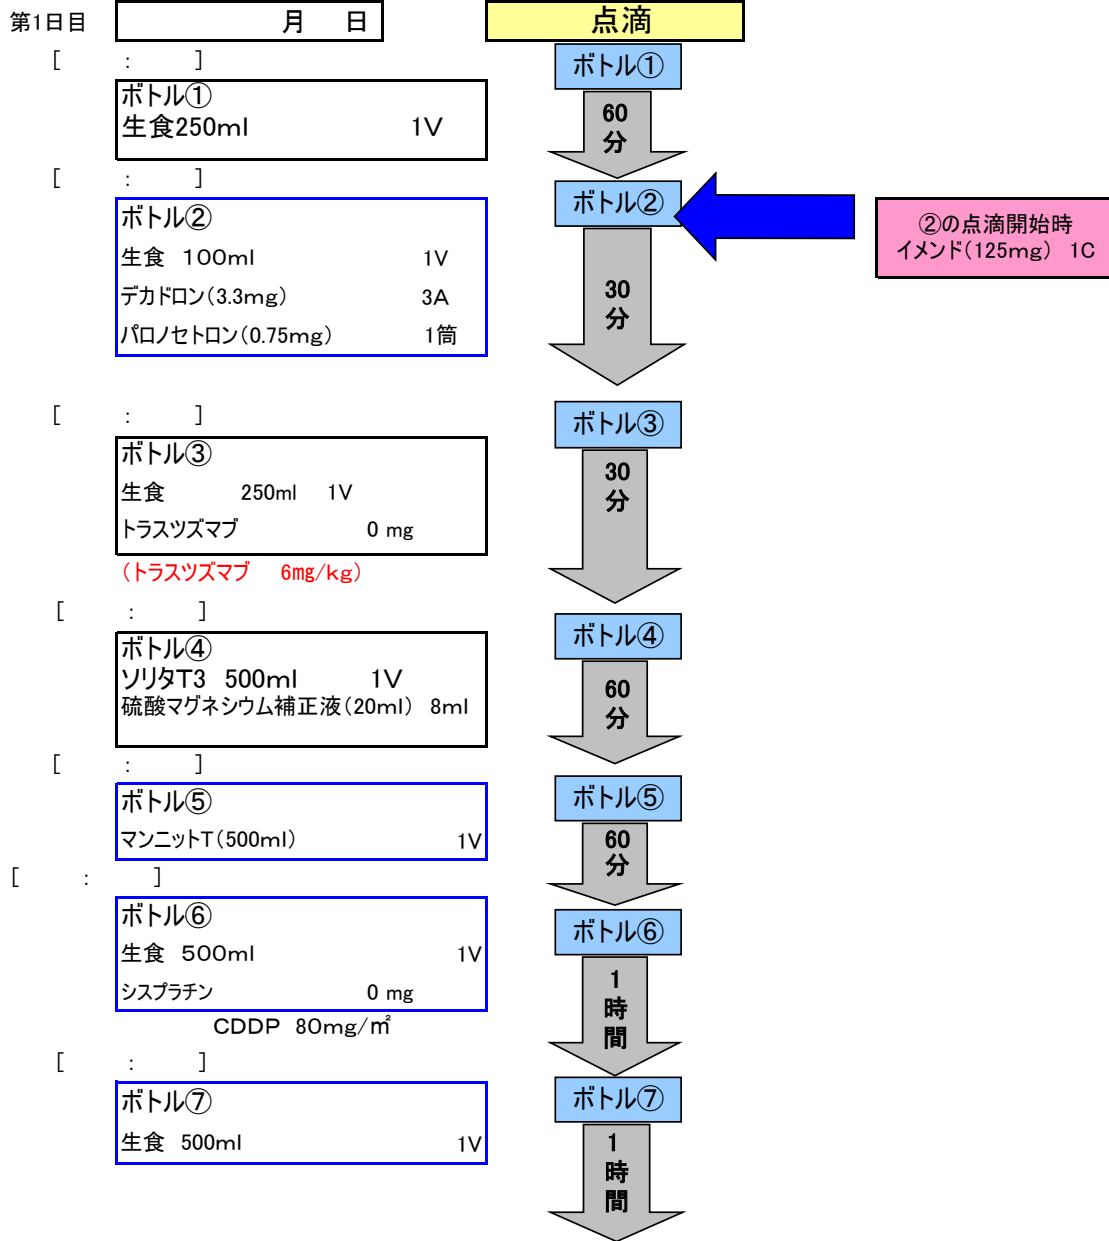 第1日目 月 日 点滴
[ : ] ボトル①
ボトル①
生食250ml 1V
60分
[ : ] ボトル②
ボトル②
生食 100ml 1V
デカドロン(3.3mg) 3A
パロノセトロン(0.75mg) 1筒
30分
②の点滴開始時
イメンド(125mg) 1C
[ : ] ボトル③
ボトル③
生食 250ml 1V
トラスツズマブ 0 mg
(トラスツズマブ 6mg/kg)
30分
[ : ] ボトル④
ボトル④
ソリタT3 500ml 1V
硫酸マグネシウム補正液(20ml) 8ml
60分
[ : ] ボトル⑤
ボトル⑤
マンニットT(500ml) 1V
60分
[ : ] ボトル⑥
ボトル⑥
生食 500ml 1V
シスプラチン 0 mg
CDDP 80mg/㎡
1時間
[ : ] ボトル⑦
ボトル⑦
生食 500ml 1V
1時間